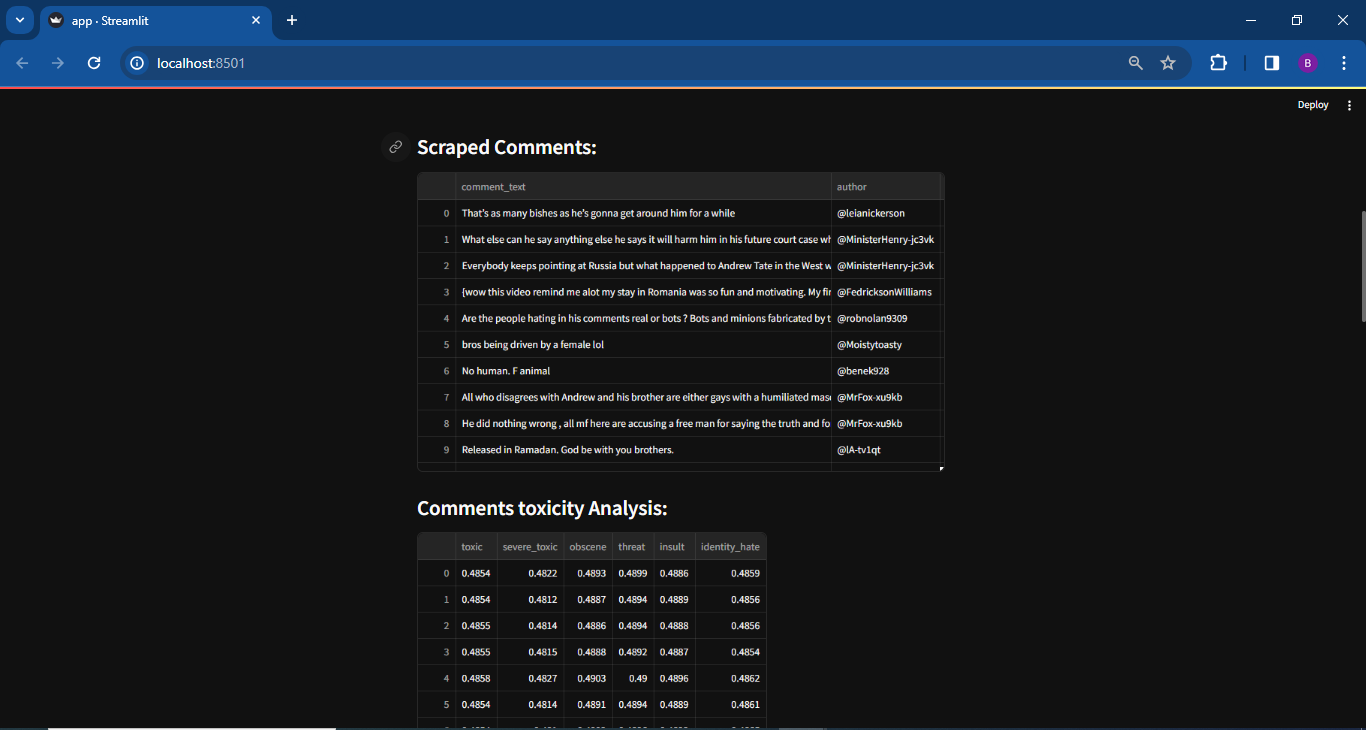 app · Streamlit
localhost:8501
B
Deploy
Scraped Comments:
comment_text author
0 That's as many bishes as he's gonna get around him for a while @leianickerson
1 What else can he say anything else he says it will harm him in his future court case wh @MinisterHenry-jc3vk
2 Everybody keeps pointing at Russia but what happened to Andrew Tate in the West w @MinisterHenry-jc3vk
3 {wow this video remind me alot my stay in Romania was so fun and motivating. My fir @FedricksonWilliams
4 Are the people hating in his comments real or bots ? Bots and minions fabricated by t @robnolan9309
5 bros being driven by a female lol @Moistytoasty
6 No human. F animal @benek928
7 All who disagrees with Andrew and his brother are either gays with a humiliated masc @MrFox-xu9kb
8 He did nothing wrong , all mf here are accusing a free man for saying the truth and fo @MrFox-xu9kb
9 Released in Ramadan. God be with you brothers. @IA-tv1qt
Comments toxicity Analysis:
toxic severe_toxic obscene threat insult identity_hate
0 0.4854 0.4822 0.4893 0.4899 0.4886 0.4859
1 0.4854 0.4812 0.4887 0.4894 0.4889 0.4856
2 0.4855 0.4814 0.4886 0.4894 0.4888 0.4856
3 0.4855 0.4815 0.4888 0.4892 0.4887 0.4854
4 0.4858 0.4827 0.4903 0.49 0.4896 0.4862
5 0.4854 0.4814 0.4891 0.4894 0.4889 0.4861